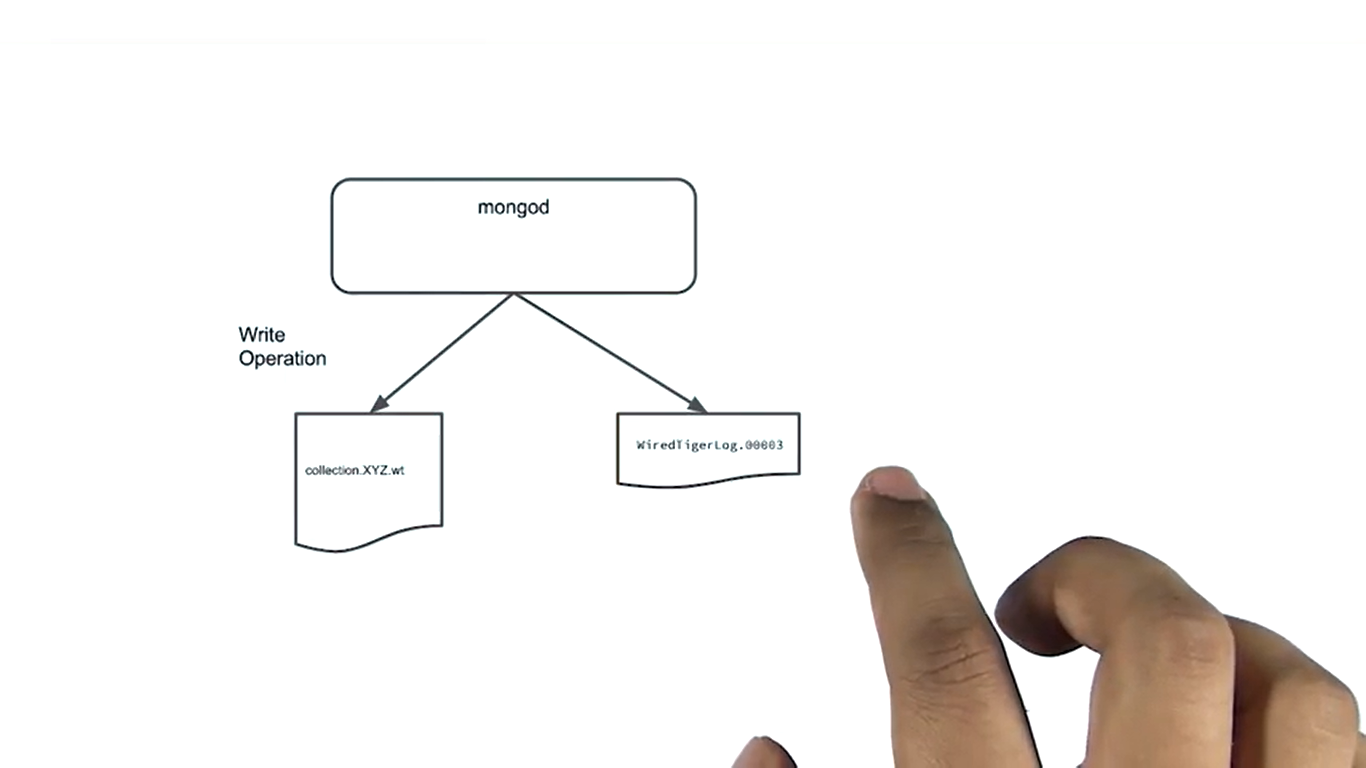 mongod
Write
Operation
collection.XYZ.wt
WiredTigerLog.00003